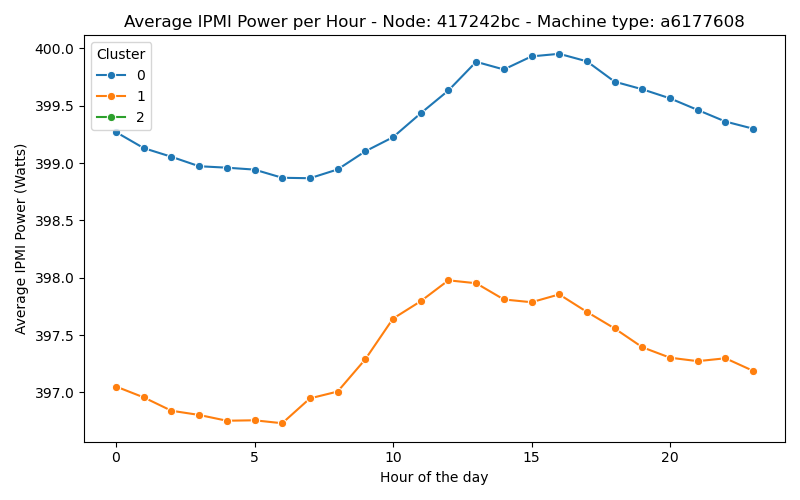 Average IPMI Power per Hour - Node: 417242bc - Machine type: a6177608
Cluster
0
1
2
400.0
399.5
399.0
398.5
398.0
397.5
397.0
Average IPMI Power (Watts)
0 5 10 15 20
Hour of the day